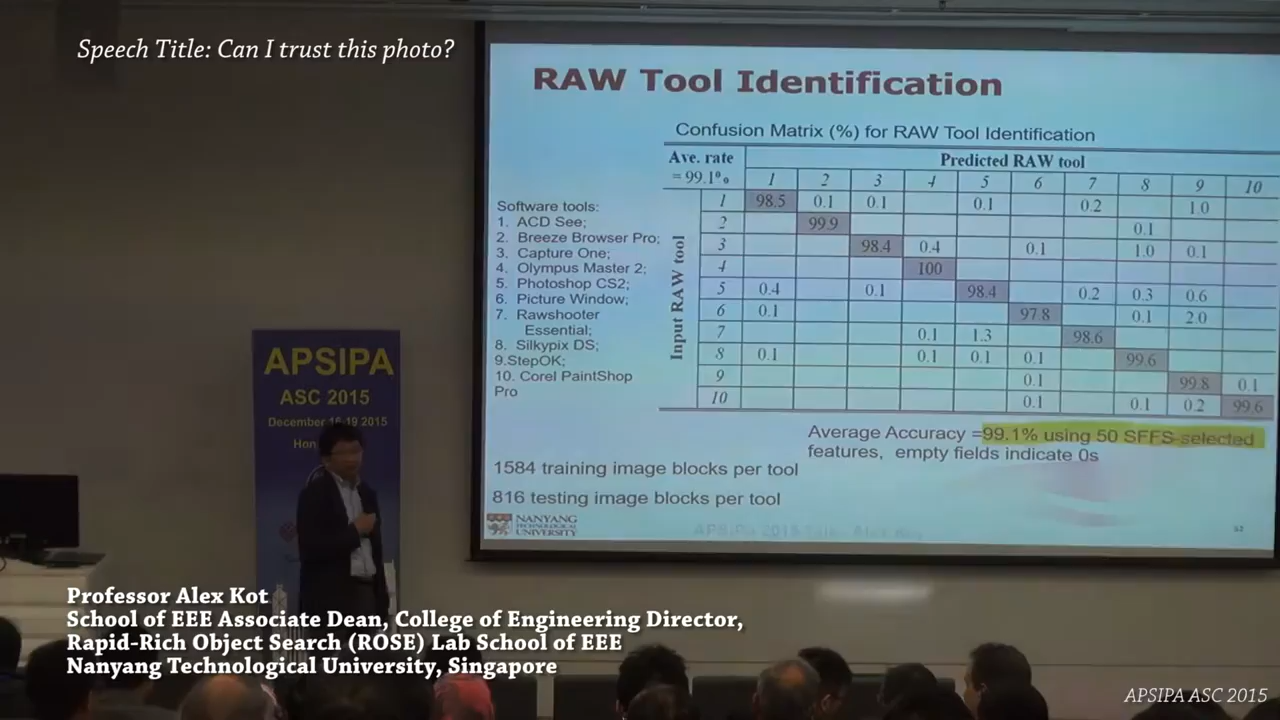 Speech Title: Can I trust this photo?
RAW Tool Identification
Confusion Matrix (%) for RAW Tool Identification
Ave. rate = 99.1% Predicted RAW tool
1 2 3 4 5 6 7 8 9 10
Input RAW tool
1 98.5 0.1 0.1 0.1 0.2 1.0
2 99.9 0.1
3 98.4 0.4 0.1 1.0 0.1
4 100
5 0.4 0.1 98.4 0.2 0.3 0.6
6 0.1 97.8 0.1 2.0
7 0.1 1.3 98.6
8 0.1 0.1 0.1 0.1 99.6
9 0.1 99.8 0.1
10 0.1 0.1 0.2 99.6
Software tools:
1. ACD See;
2. Breeze Browser Pro;
3. Capture One;
4. Olympus Master 2;
5. Photoshop CS2;
6. Picture Window;
7. Rawshooter
Essential;
8. Silkypix DS;
9.StepOK;
10. Corel PaintShop
Pro
Average Accuracy =99.1% using 50 SFFS-selected
features, empty fields indicate 0s
1584 training image blocks per tool
816 testing image blocks per tool
NANYANG
TECHNOLOGICAL
UNIVERSITY
APSIPA
ASC 2015
December 16-19 2015
Hon
Professor Alex Kot
School of EEE Associate Dean, College of Engineering Director,
Rapid-Rich Object Search (ROSE) Lab School of EEE
Nanyang Technological University, Singapore
APSIPA ASC 2015